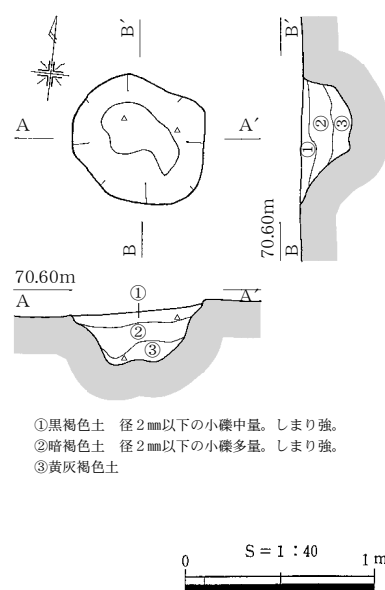 B′
B′
A
A′
①
②
③
B
70.60m
B
70.60m
①
A
A′
②
③
①黒褐色土　径２㎜以下の小礫中量。しまり強。
②暗褐色土　径２㎜以下の小礫多量。しまり強。
③黄灰褐色土
S＝1：40
0
1m